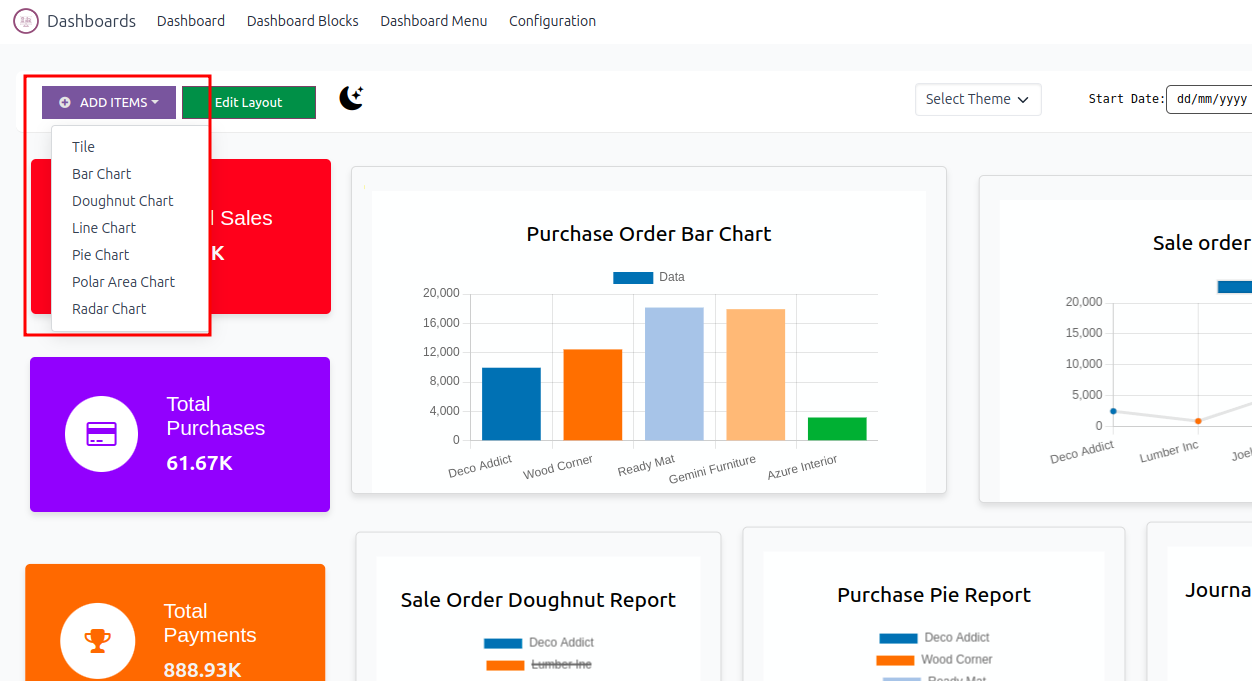 Dashboards Dashboard Dashboard Blocks Dashboard Menu Configuration
ADD ITEMS Edit Layout Select Theme Start Date: dd/mm/yyyy
Tile
Bar Chart
Doughnut Chart
Line Chart
Pie Chart
Polar Area Chart
Radar Chart
l Sales
K
Total
Purchases
61.67K
Total
Payments
888.93K
Purchase Order Bar Chart
Data
20,000
16,000
12,000
8,000
4,000
0
Deco Addict Wood Corner Ready Mat Gemini Furniture Azure Interior
Sale order
20,000
15,000
10,000
5,000
0
Deco Addict Lumber Inc Joel
Sale Order Doughnut Report
Deco Addict
Lumber Inc
Purchase Pie Report
Deco Addict
Wood Corner
Ready Mat
Journa